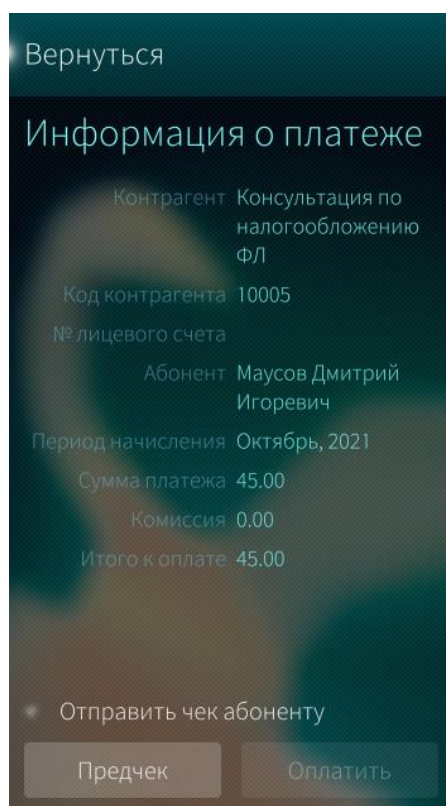 Вернуться
Информация о платеже
Контрагент Консультация по
налогообложению
ФЛ
Код контрагента 10005
№ лицевого счета
Абонент Маусов Дмитрий
Игоревич
Период начисления Октябрь, 2021
Сумма платежа 45.00
Комиссия 0.00
Итого к оплате 45.00
Отправить чек абоненту
Предчек Оплатить